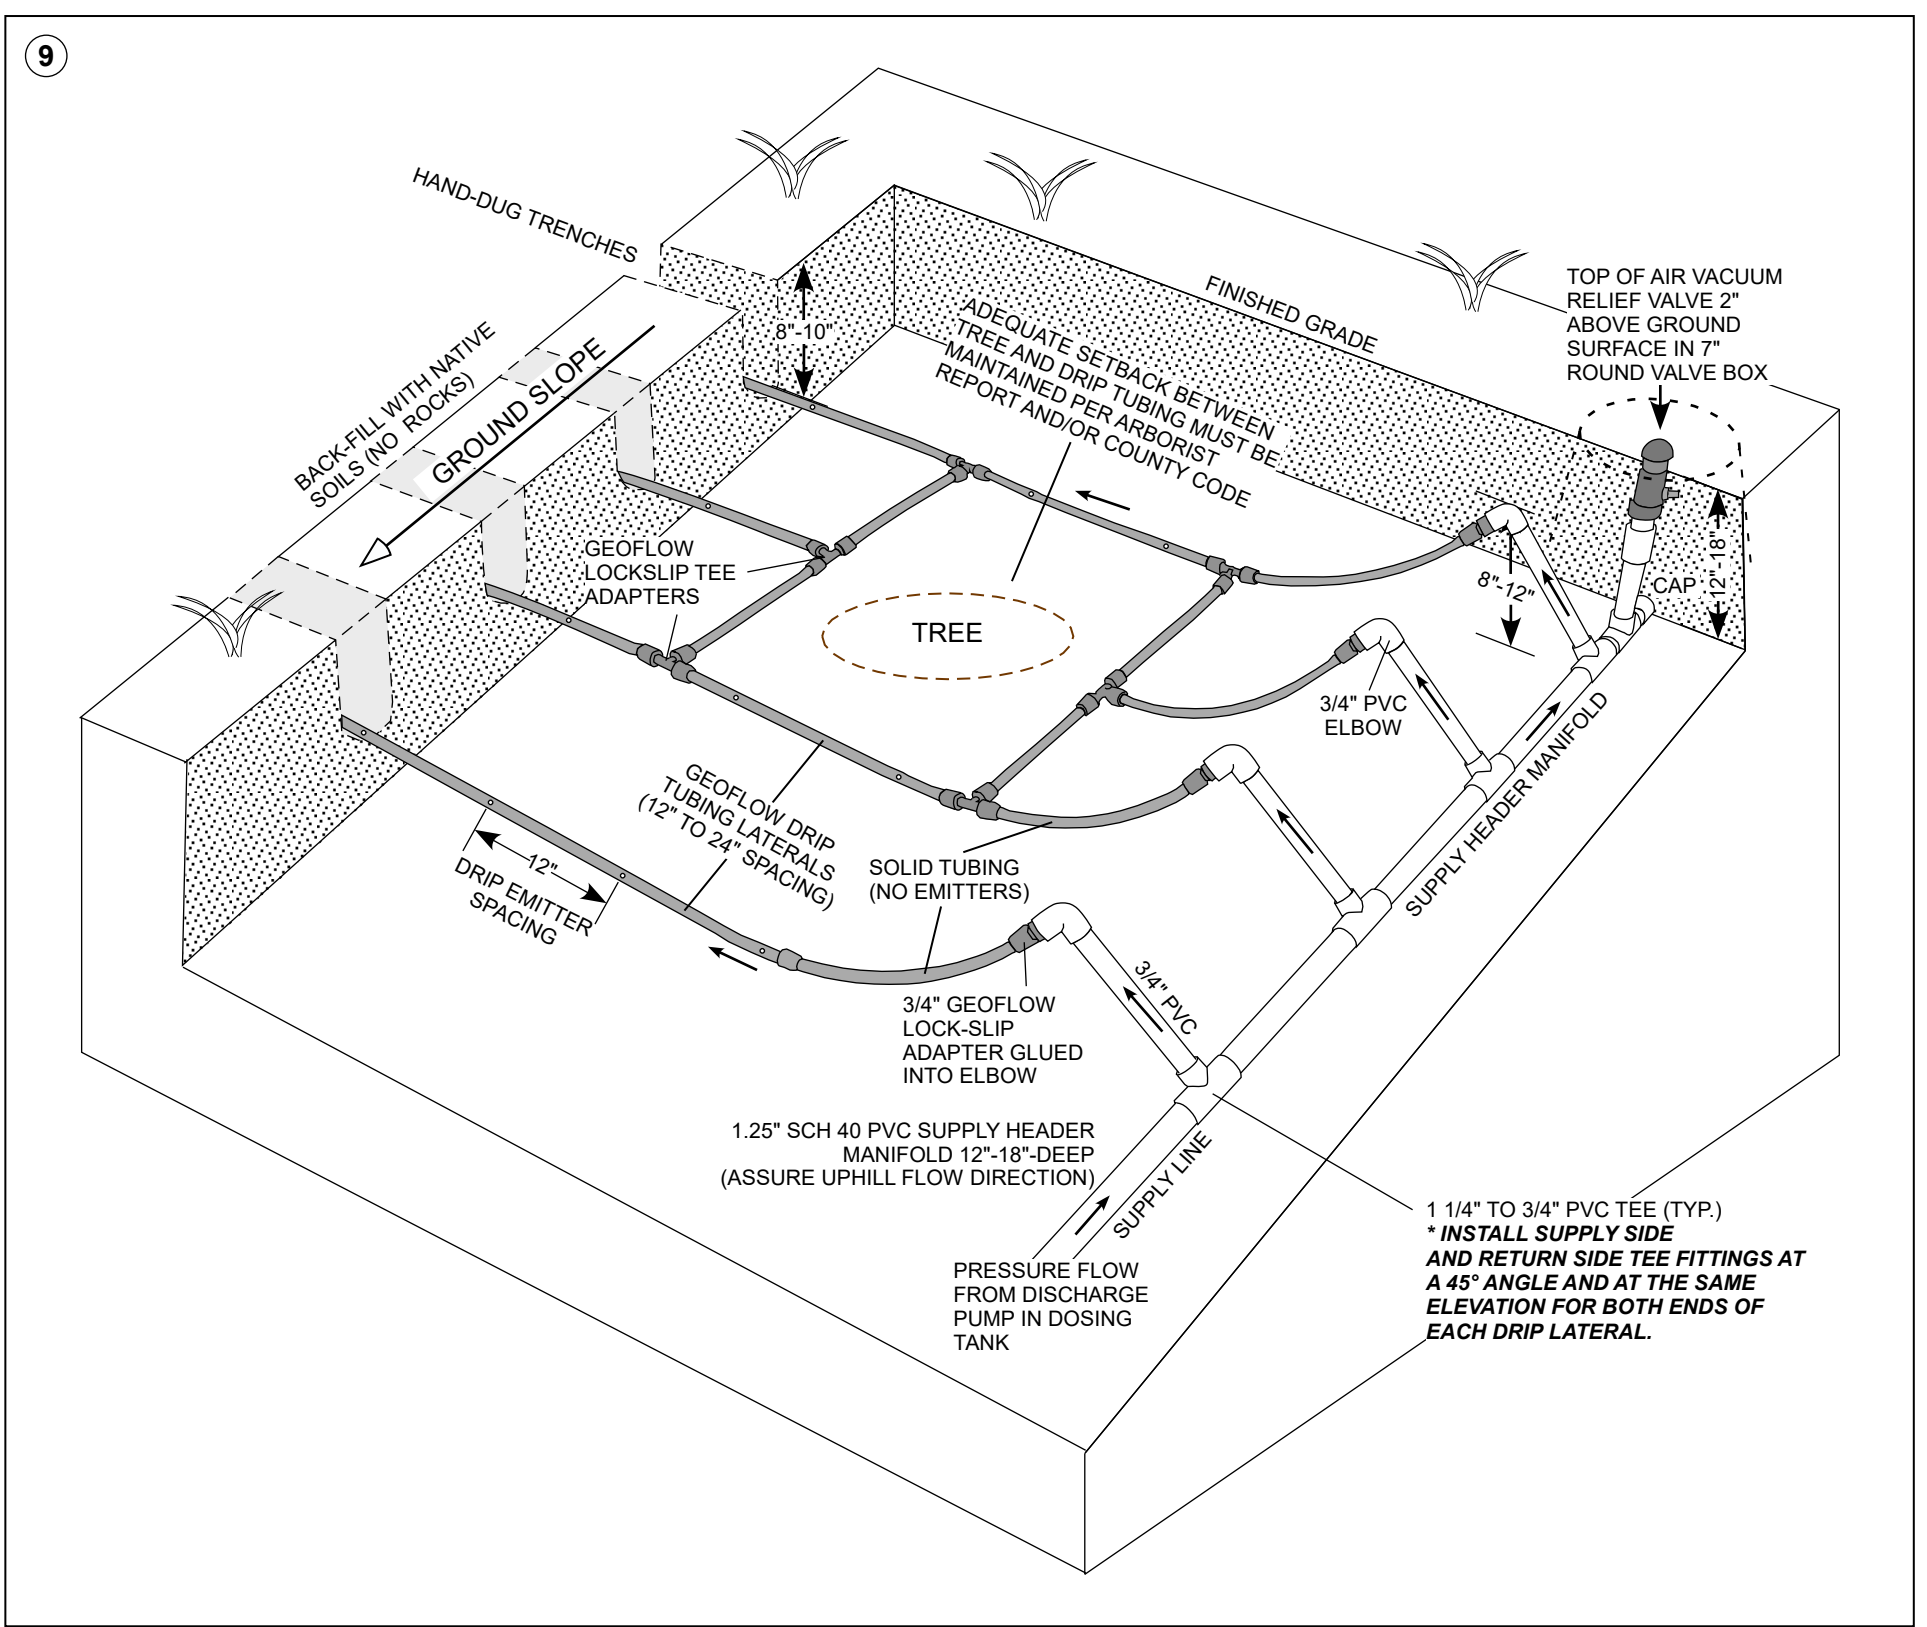 9
HAND-DUG TRENCHES
BACK-FILL WITH NATIVE
SOILS (NO ROCKS)
GROUND SLOPE
8"-10"
FINISHED GRADE
ADEQUATE SETBACK BETWEEN
TREE AND DRIP TUBING MUST BE
MAINTAINED PER ARBORIST
REPORT AND/OR COUNTY CODE
TOP OF AIR VACUUM
RELIEF VALVE 2"
ABOVE GROUND
SURFACE IN 7"
ROUND VALVE BOX
GEOFLOW
LOCKSLIP TEE
ADAPTERS
TREE
8"-12"
CAP
12"-18"
3/4" PVC
ELBOW
SUPPLY HEADER MANIFOLD
GEOFLOW DRIP
TUBING LATERALS
(12" TO 24" SPACING)
12"
DRIP EMITTER
SPACING
SOLID TUBING
(NO EMITTERS)
3/4" PVC
3/4" GEOFLOW
LOCK-SLIP
ADAPTER GLUED
INTO ELBOW
1.25" SCH 40 PVC SUPPLY HEADER
MANIFOLD 12"-18"-DEEP
(ASSURE UPHILL FLOW DIRECTION)
SUPPLY LINE
PRESSURE FLOW
FROM DISCHARGE
PUMP IN DOSING
TANK
1 1/4" TO 3/4" PVC TEE (TYP.)
* INSTALL SUPPLY SIDE
AND RETURN SIDE TEE FITTINGS AT
A 45° ANGLE AND AT THE SAME
ELEVATION FOR BOTH ENDS OF
EACH DRIP LATERAL.